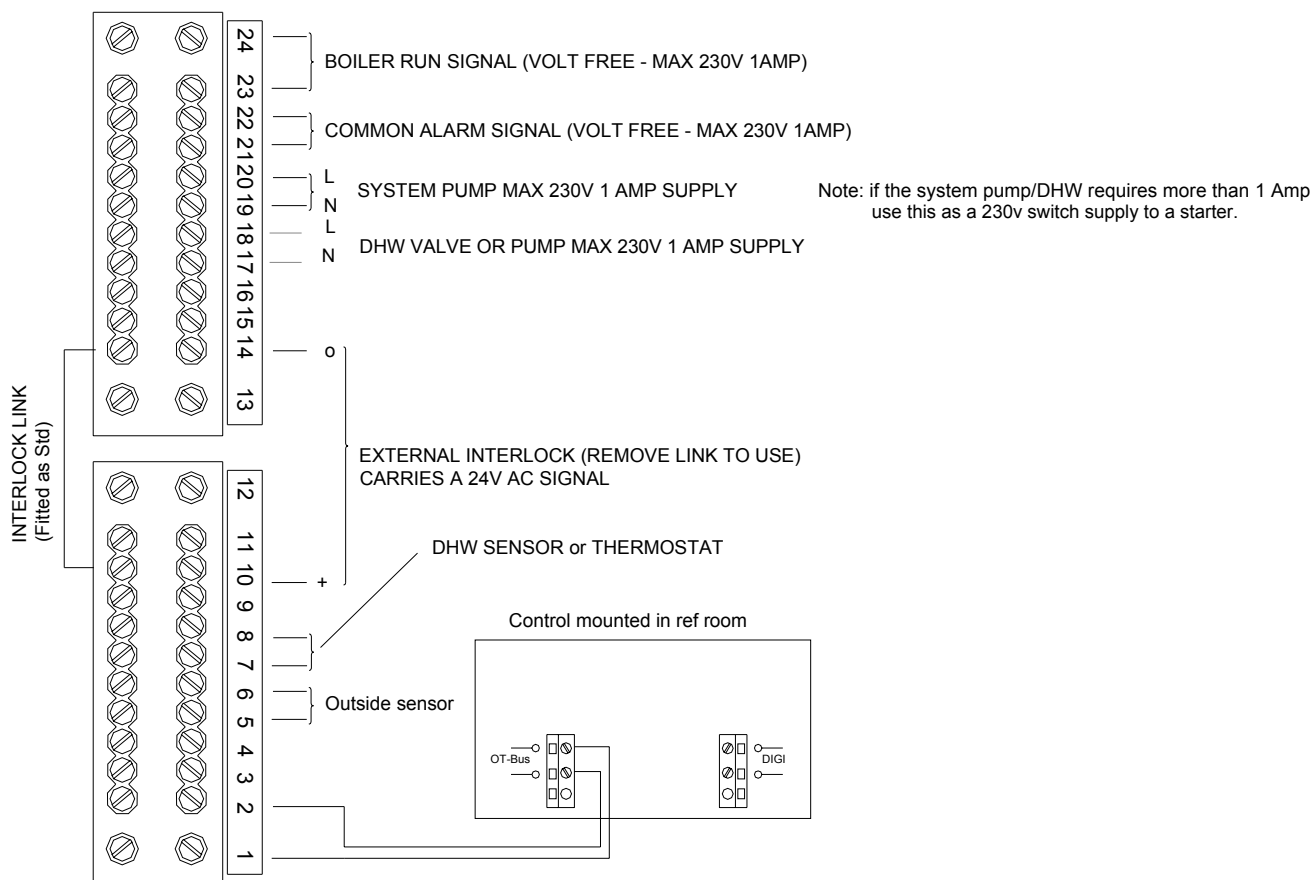 24
BOILER RUN SIGNAL (VOLT FREE - MAX 230V 1AMP)
23
22
COMMON ALARM SIGNAL (VOLT FREE - MAX 230V 1AMP)
21
20
L
SYSTEM PUMP MAX 230V 1 AMP SUPPLY
19
N
Note: if the system pump/DHW requires more than 1 Amp
use this as a 230v switch supply to a starter.
18
L
DHW VALVE OR PUMP MAX 230V 1 AMP SUPPLY
17
N
16
15
14
o
13
INTERLOCK LINK
(Fitted as Std)
EXTERNAL INTERLOCK (REMOVE LINK TO USE)
CARRIES A 24V AC SIGNAL
12
11
DHW SENSOR or THERMOSTAT
10
+
9
8
7
Control mounted in ref room
6
Outside sensor
5
4
3
OT-Bus
DIGI
2
1